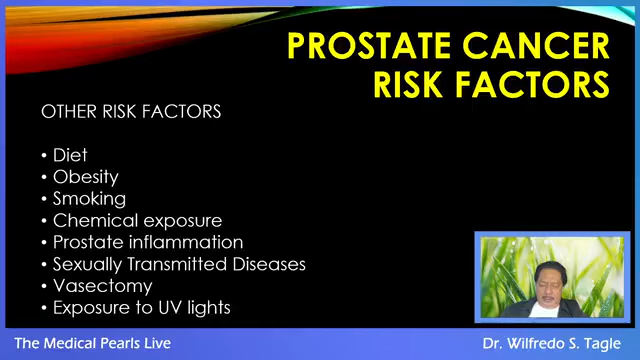 PROSTATE CANCER
RISK FACTORS
OTHER RISK FACTORS
• Diet
• Obesity
• Smoking
• Chemical exposure
• Prostate inflammation
• Sexually Transmitted Diseases
• Vasectomy
• Exposure to UV lights
The Medical Pearls Live
Dr. Wilfredo S. Tagle